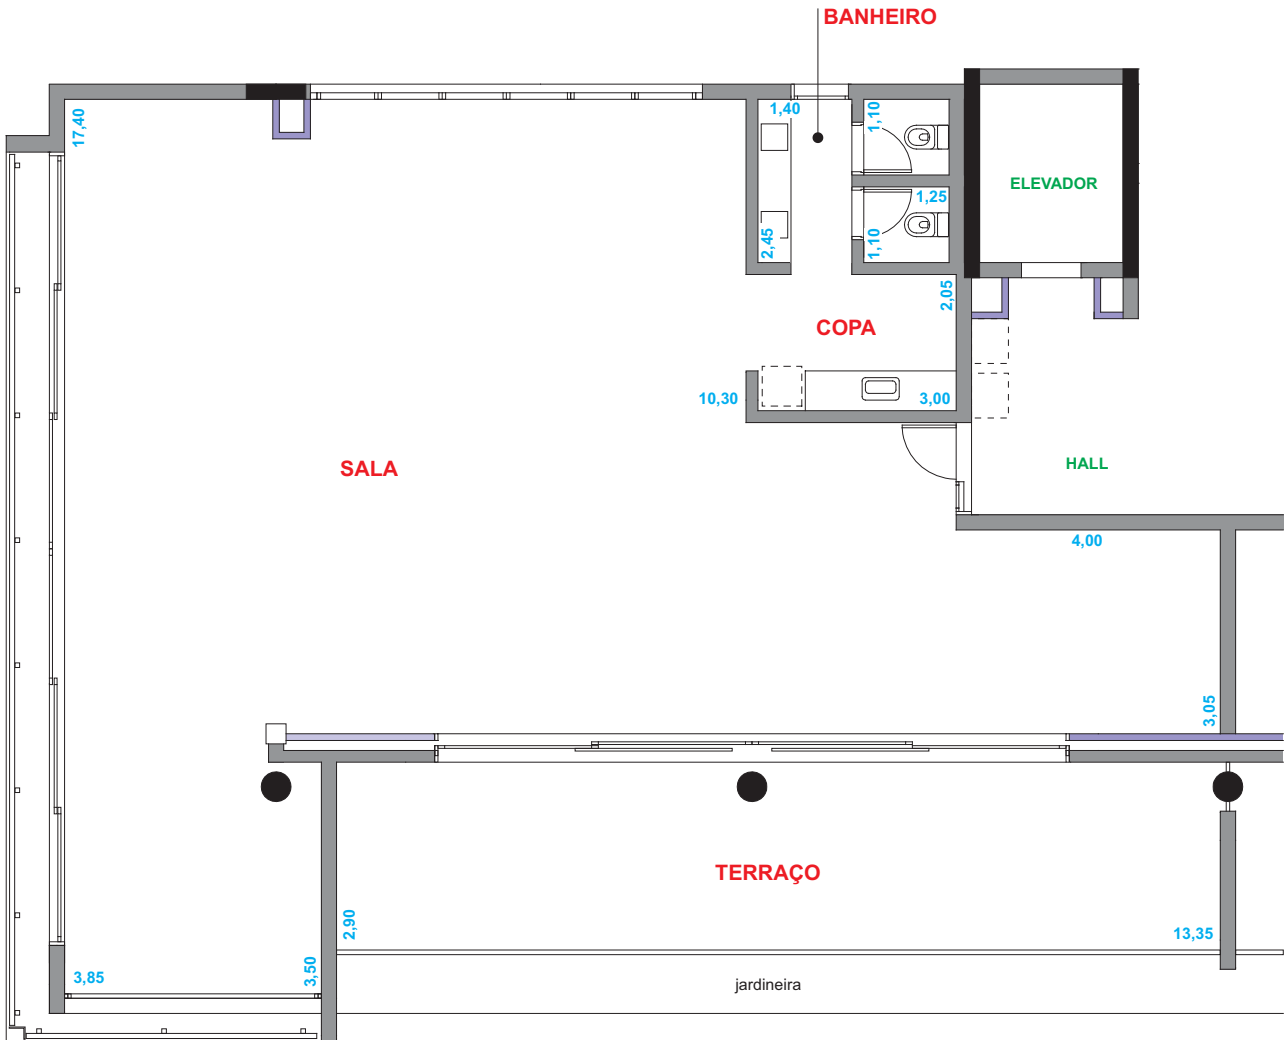 BANHEIRO
17,40
1,40
1,10
ELEVADOR
1,25
2,45
1,10
2,05
COPA
10,30
3,00
SALA
HALL
4,00
3,05
TERRAÇO
2,90
13,35
3,85
3,50
jardineira